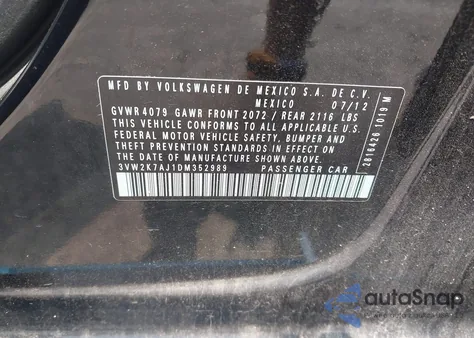 MFD BY VOLKSWAGEN DE MEXICO S.A. DE C.V.
MEXICO 07/12
GVWR 4079 GAWR FRONT 2072 / REAR 2116 LBS
THIS VEHICLE CONFORMS TO ALL APPLICABLE U.S.
FEDERAL MOTOR VEHICLE SAFETY, BUMPER AND
THEFT PREVENTION STANDARDS IN EFFECT ON THE
DATE OF MANUFACTURE SHOWN ABOVE.
3VW2K7AJ1DM352989 PASSENGER CAR
2816426 1019 M
autoSnap